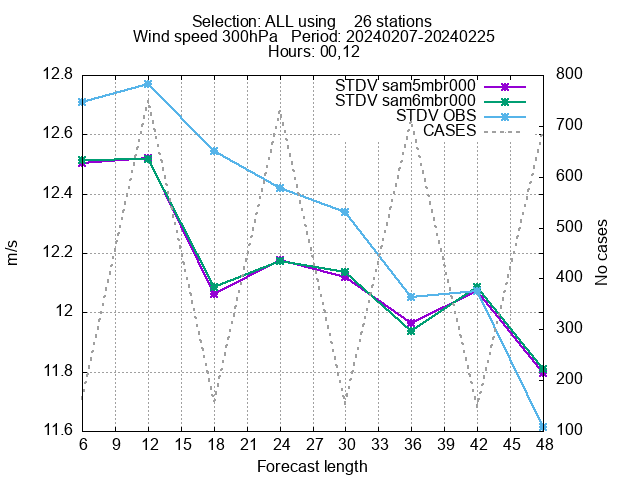 Selection: ALL using    26 stations
Wind speed 300hPa   Period: 20240207-20240225
Hours: 00,12
STDV sam5mbr000
STDV sam6mbr000
STDV OBS
CASES
12.8
12.6
12.4
12.2
12
11.8
11.6
m/s
800
700
600
500
400
300
200
100
No cases
6 9 12 15 18 21 24 27 30 33 36 39 42 45 48
Forecast length